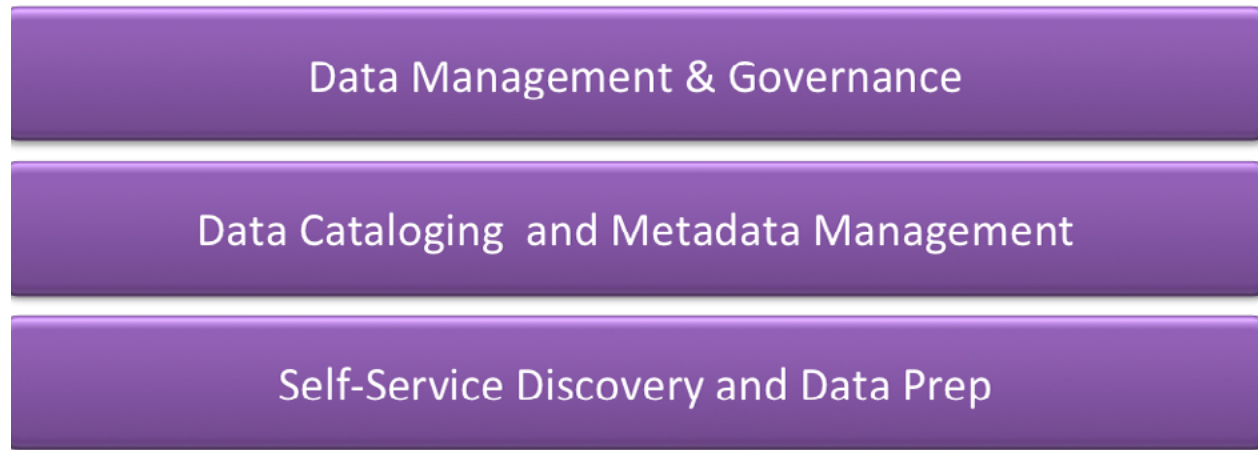 Data Management & Governance
Data Cataloging  and Metadata Management
Self-Service Discovery and Data Prep